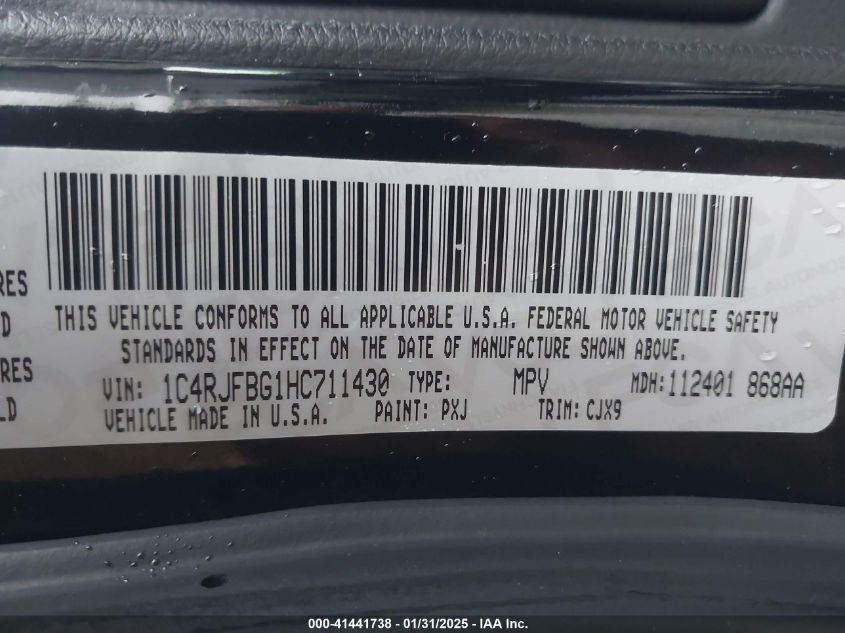 THIS VEHICLE CONFORMS TO ALL APPLICABLE U.S.A. FEDERAL MOTOR VEHICLE SAFETY
STANDARDS IN EFFECT ON THE DATE OF MANUFACTURE SHOWN ABOVE.
RES
D
RES
LD
VIN: 1C4RJFBG1HC711430 TYPE: MPV MDH: 112401 868AA
VEHICLE MADE IN U.S.A. PAINT: PXJ TRIM: CJX9
000-41441738 - 01/31/2025 - IAA Inc.